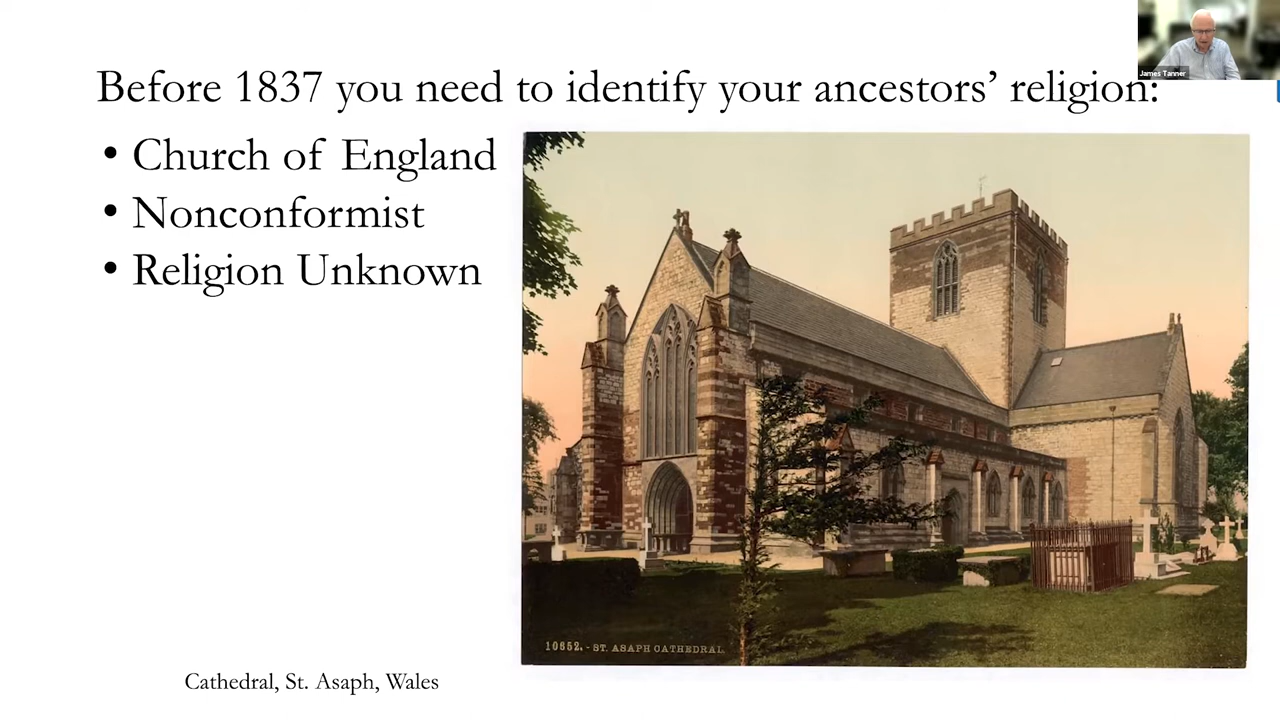 James Tanner
Before 1837 you need to identify your ancestors’ religion:
• Church of England
• Nonconformist
• Religion Unknown
10652. - ST. ASAPH CATHEDRAL.
Cathedral, St. Asaph, Wales